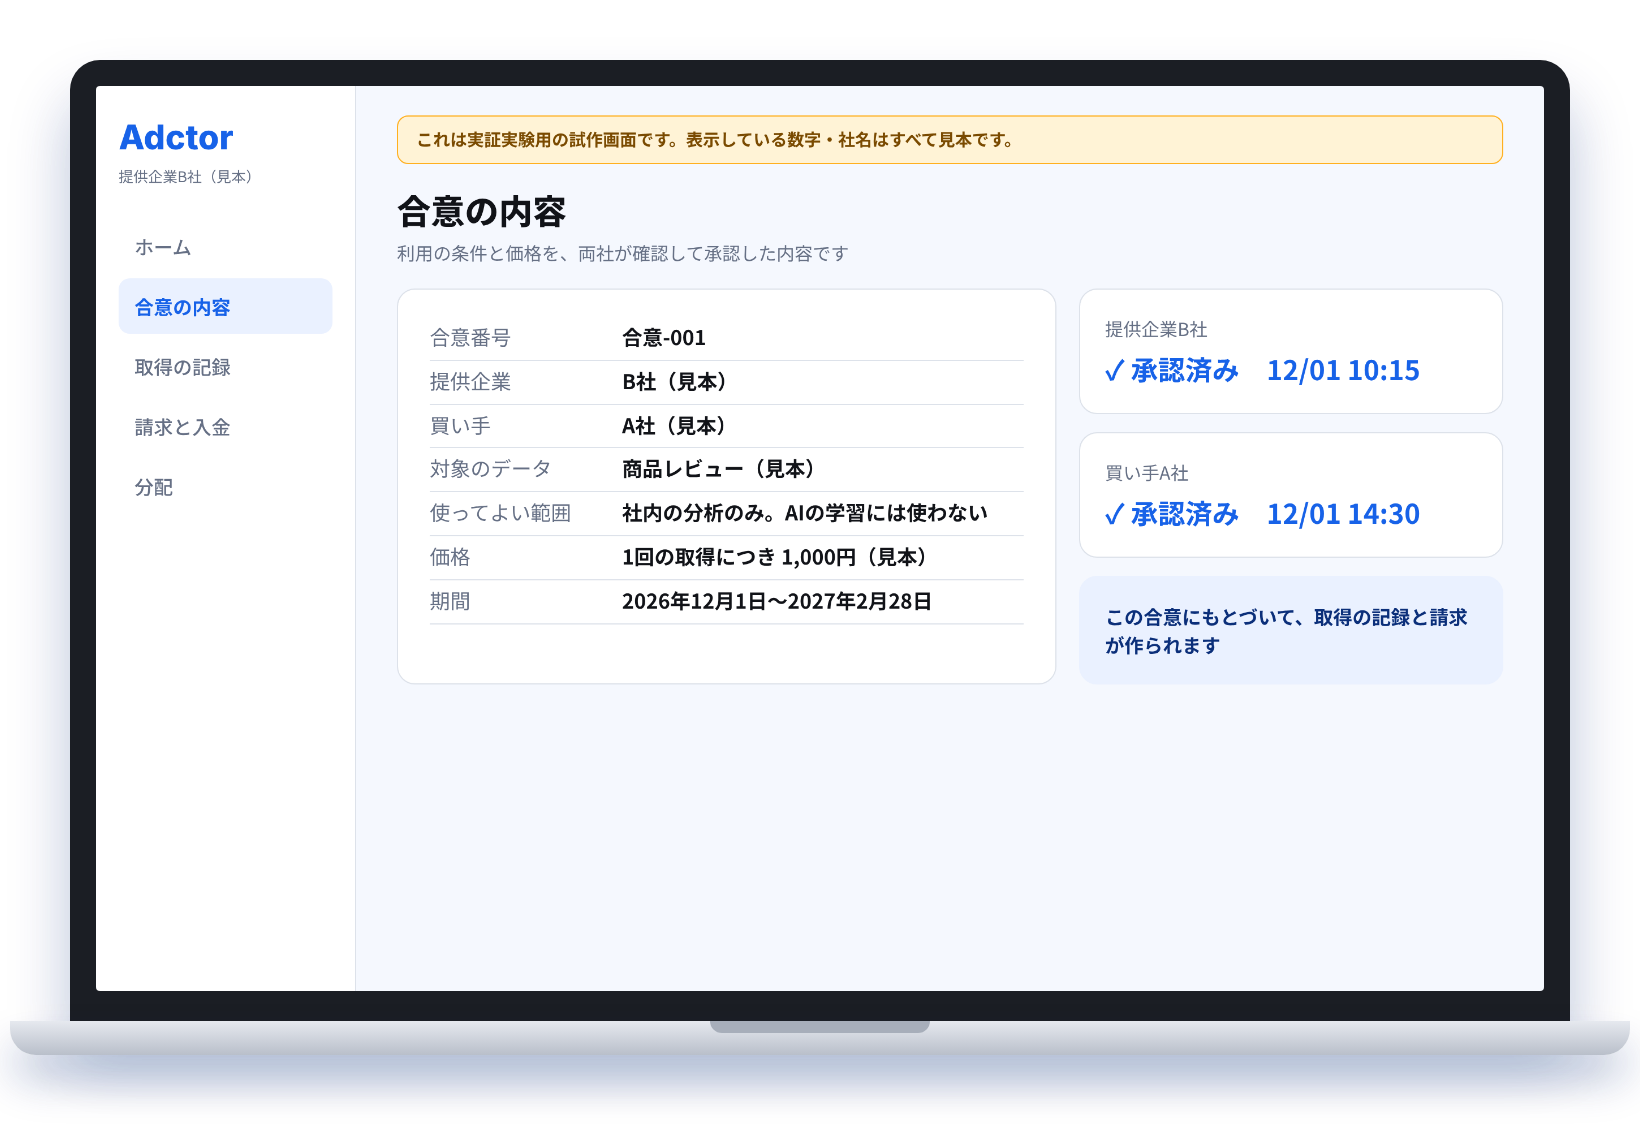 Adctor
提供企業B社（見本）
ホーム
合意の内容
取得の記録
請求と入金
分配
これは実証実験用の試作画面です。表示している数字・社名はすべて見本です。
合意の内容
利用の条件と価格を、両社が確認して承認した内容です
合意番号 合意-001
提供企業 B社（見本）
買い手 A社（見本）
対象のデータ 商品レビュー（見本）
使ってよい範囲 社内の分析のみ。AIの学習には使わない
価格 1回の取得につき 1,000円（見本）
期間 2026年12月1日〜2027年2月28日
提供企業B社
✓ 承認済み 12/01 10:15
買い手A社
✓ 承認済み 12/01 14:30
この合意にもとづいて、取得の記録と請求
が作られます